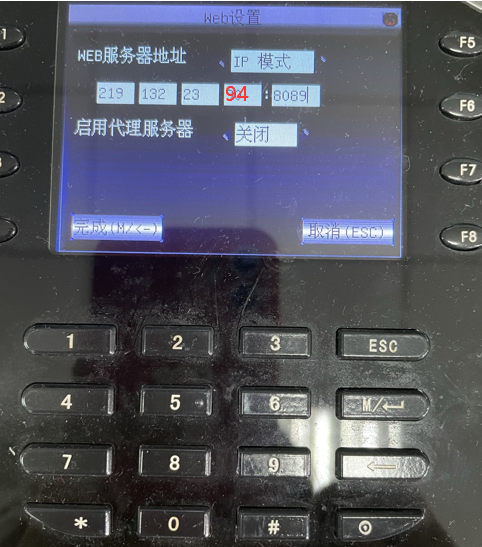 Web设置
WEB服务器地址 IP 模式
219 132 23 94 :8089
启用代理服务器 关闭
完成(M/<-) 取消(ESC)
1
2
F5
F6
F7
F8
1 2 3 ESC
4 5 6 M/↵
7 8 9 ←
* 0 # ⊙